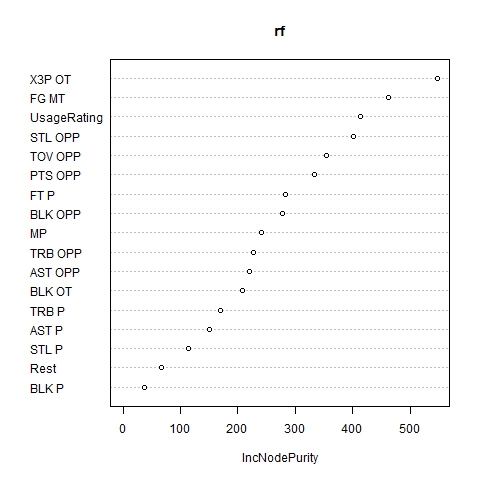 rf
X3P OT
FG MT
UsageRating
STL OPP
TOV OPP
PTS OPP
FT P
BLK OPP
MP
TRB OPP
AST OPP
BLK OT
TRB P
AST P
STL P
Rest
BLK P
0 100 200 300 400 500
IncNodePurity